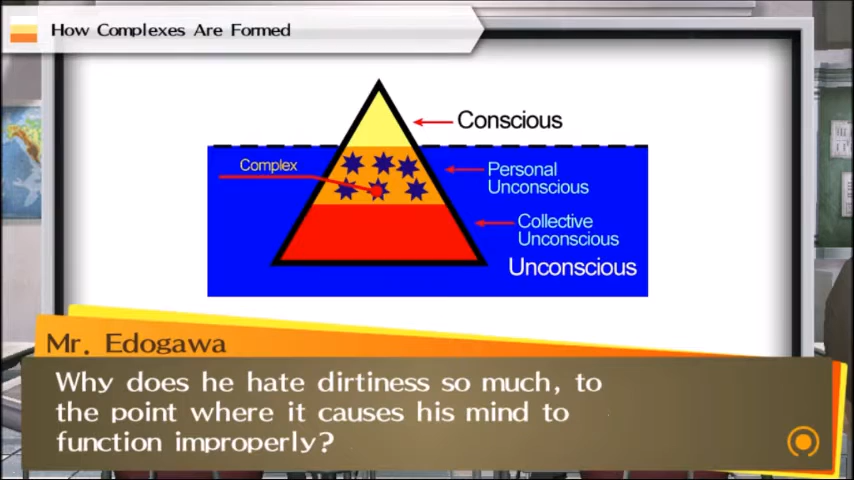 How Complexes Are Formed
Conscious
Complex
Personal
Unconscious
Collective
Unconscious
Unconscious
Mr. Edogawa
Why does he hate dirtiness so much, to
the point where it causes his mind to
function improperly?